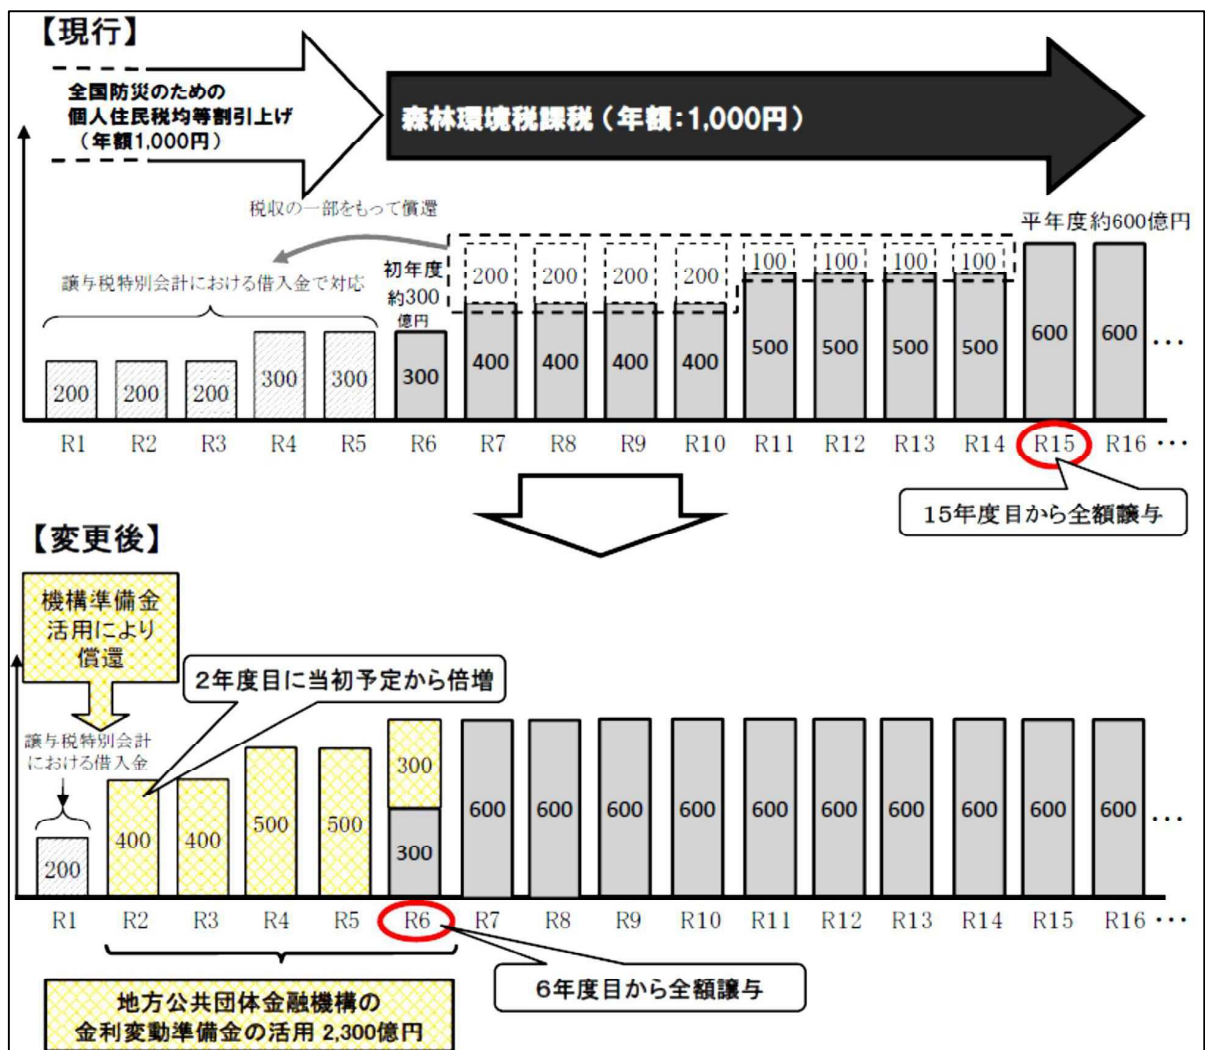 【現行】
全国防災のための
個人住民税均等割引上げ
（年額1,000円）
森林環境税課税（年額：1,000円）
税収の一部をもって償還
平年度約600億円
譲与税特別会計における借入金で対応
初年度
約300
億円
200 200 200 200 100 100 100 100
200 200 200 300 300 300 400 400 400 400 500 500 500 500 600 600 ･･･
R1 R2 R3 R4 R5 R6 R7 R8 R9 R10 R11 R12 R13 R14 R15 R16 ･･･
15年度目から全額譲与
【変更後】
機構準備金
活用により
償還
2年度目に当初予定から倍増
譲与税特別会計
における借入金
300
200 400 400 500 500 300 600 600 600 600 600 600 600 600 600 600 ･･･
R1 R2 R3 R4 R5 R6 R7 R8 R9 R10 R11 R12 R13 R14 R15 R16 ･･･
6年度目から全額譲与
地方公共団体金融機構の
金利変動準備金の活用 2,300億円